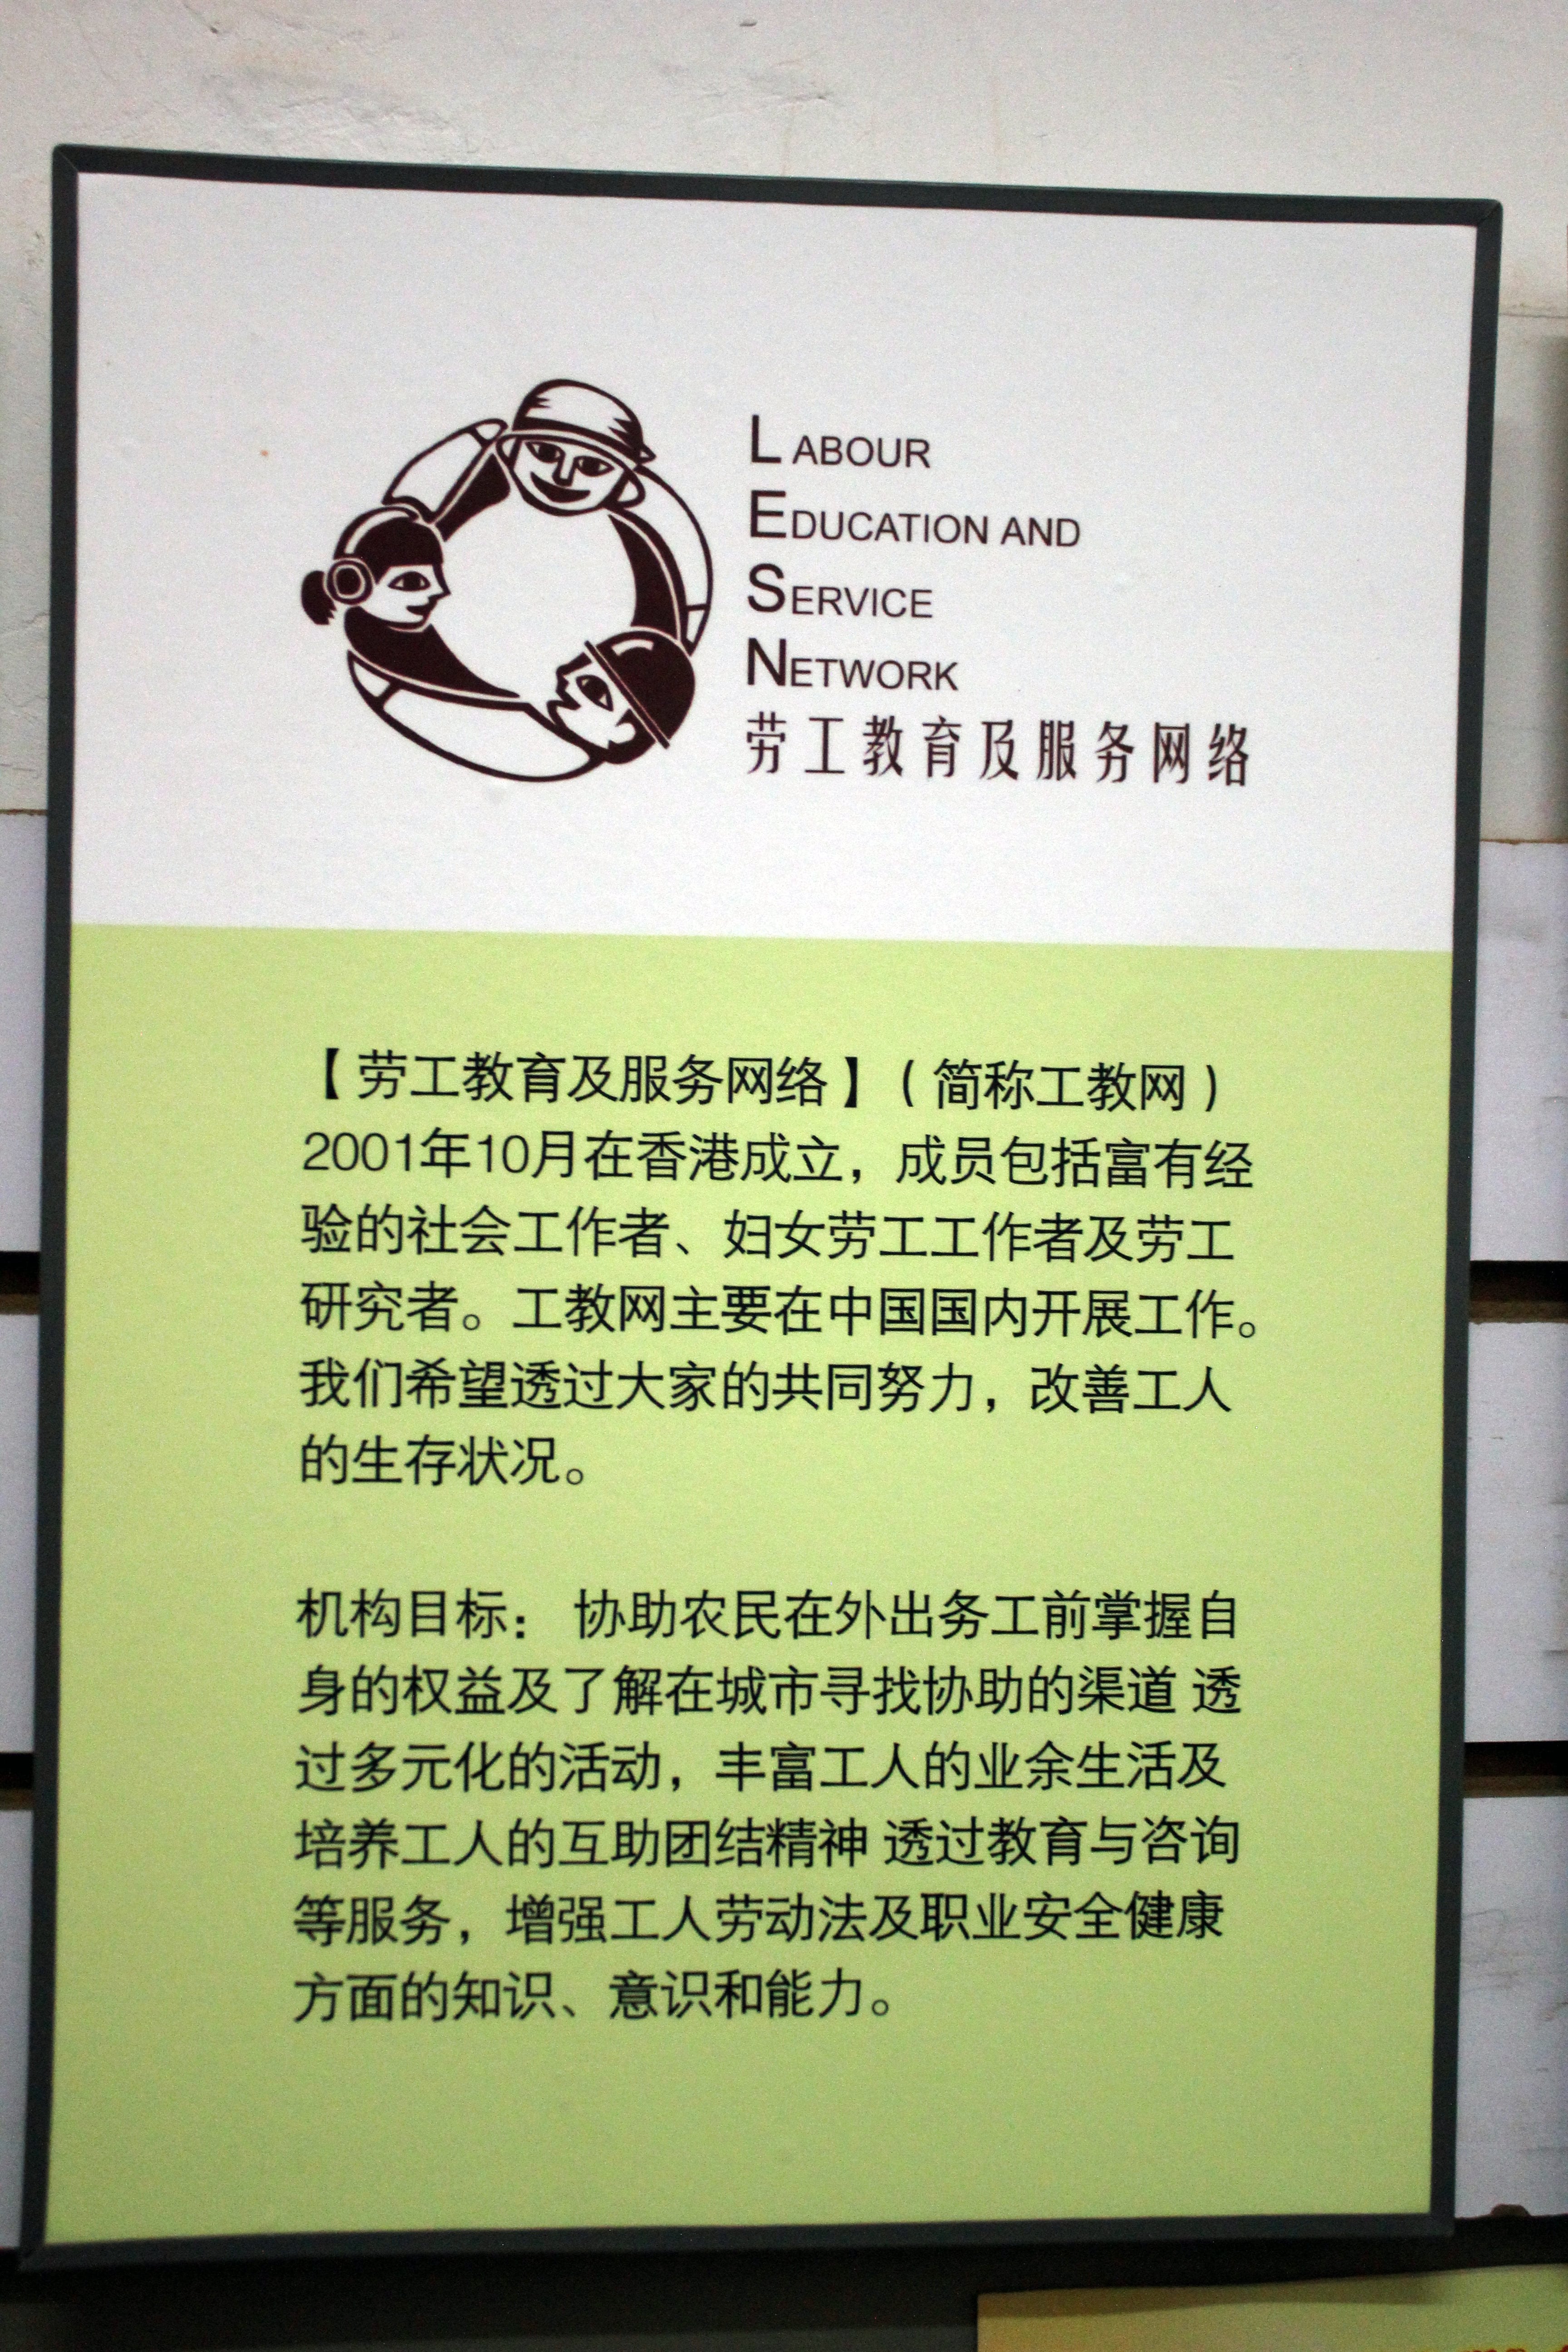 LABOUR
EDUCATION AND
SERVICE
NETWORK
劳工教育及服务网络
【劳工教育及服务网络】（简称工教网）
2001年10月在香港成立，成员包括富有经
验的社会工作者、妇女劳工工作者及劳工
研究者。工教网主要在中国国内开展工作。
我们希望透过大家的共同努力，改善工人
的生存状况。
机构目标： 协助农民在外出务工前掌握自
身的权益及了解在城市寻找协助的渠道 透
过多元化的活动，丰富工人的业余生活及
培养工人的互助团结精神 透过教育与咨询
等服务，增强工人劳动法及职业安全健康
方面的知识、意识和能力。